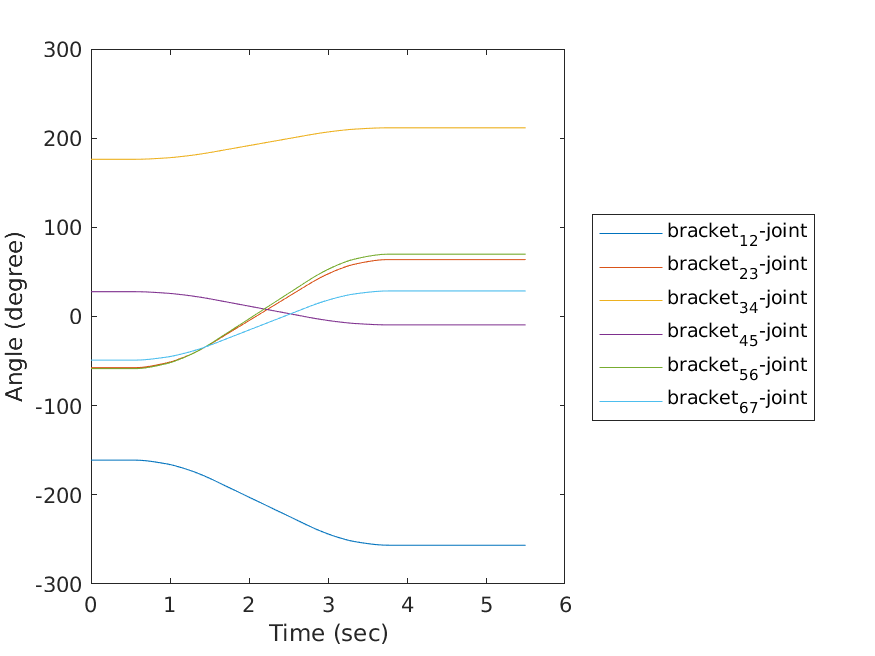 300
200
100
0
-100
-200
-300
Angle (degree)
0 1 2 3 4 5 6
Time (sec)
bracket₁₂-joint
bracket₂₃-joint
bracket₃₄-joint
bracket₄₅-joint
bracket₅₆-joint
bracket₆₇-joint